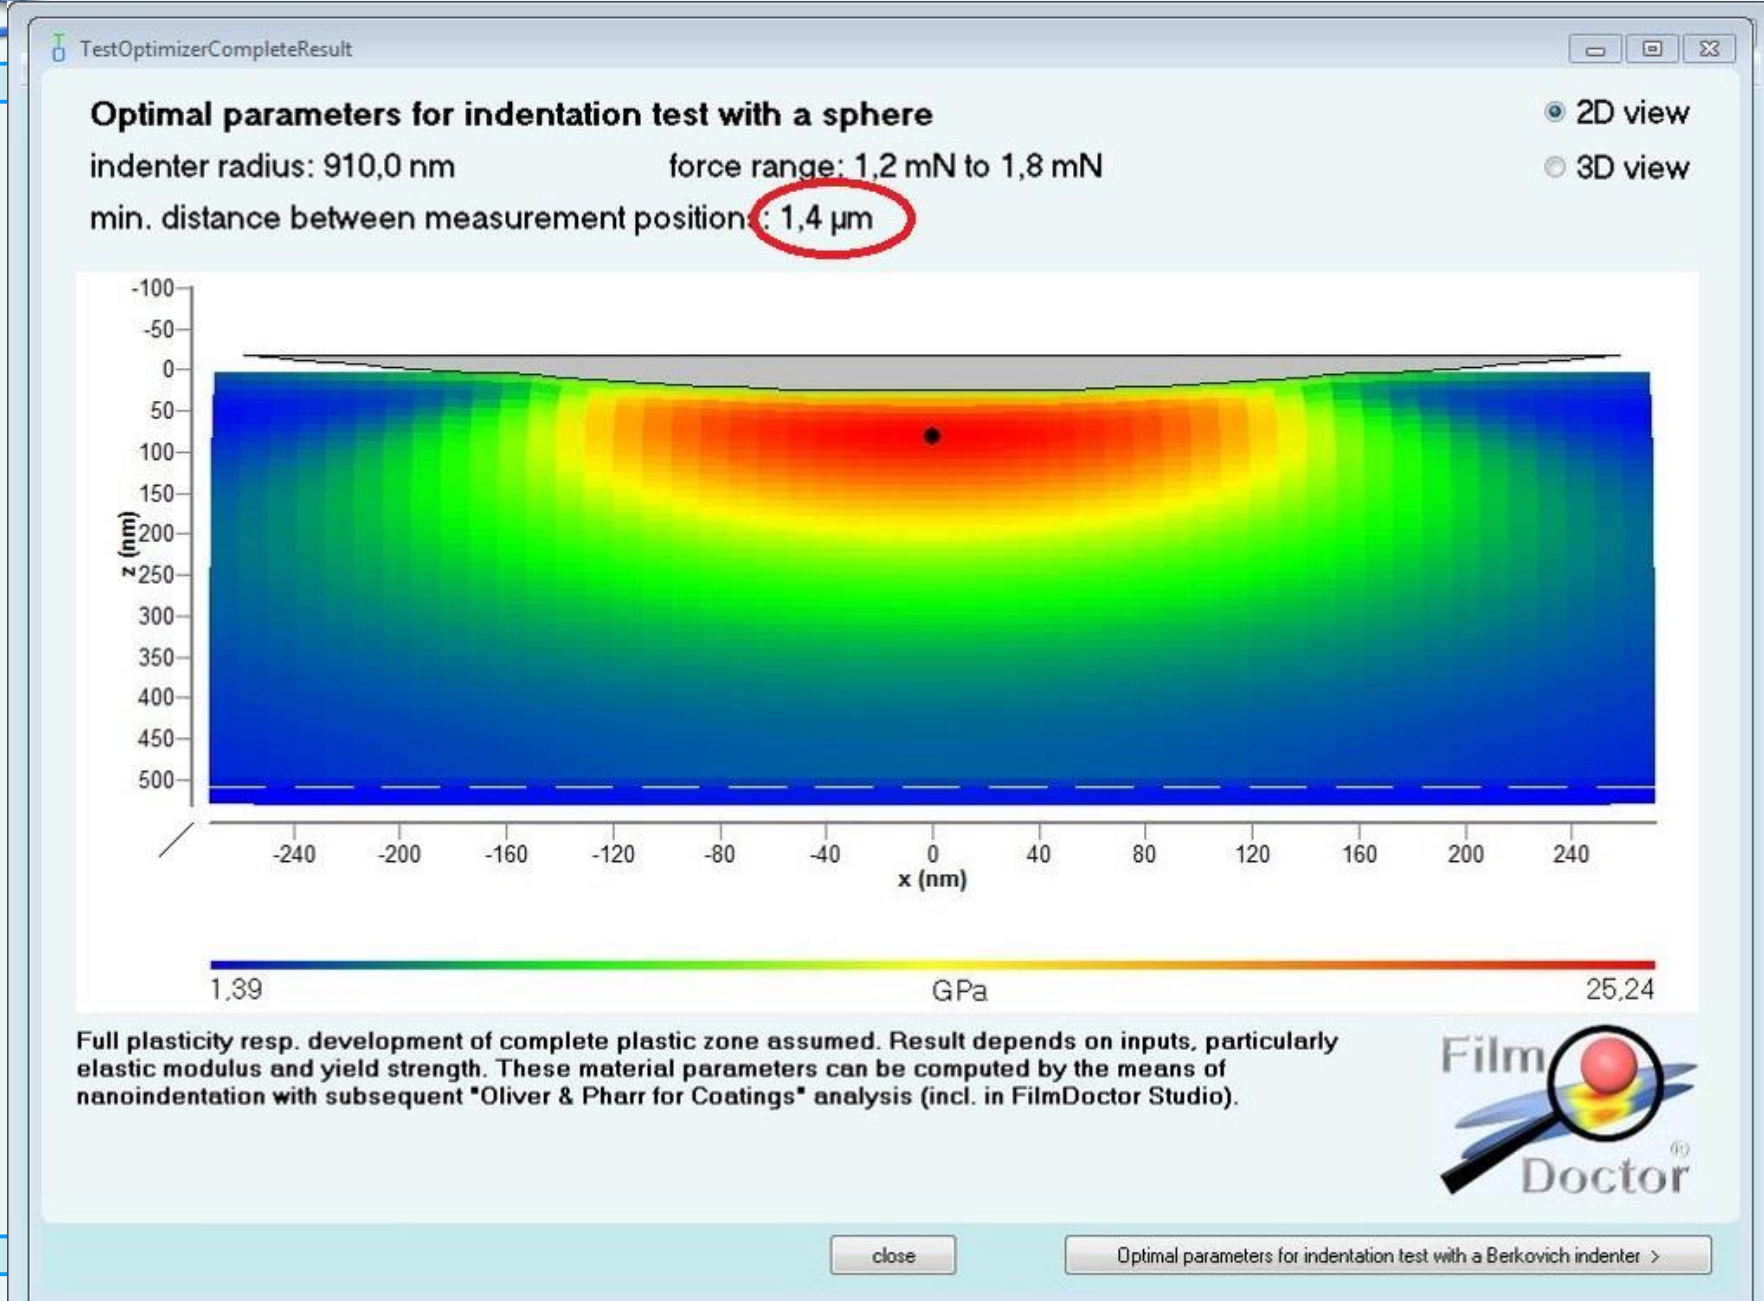 TestOptimizerCompleteResult
Optimal parameters for indentation test with a sphere
2D view
indenter radius: 910,0 nm
force range: 1,2 mN to 1,8 mN
3D view
min. distance between measurement positions: 1,4 µm
-100
-50
0
50
100
150
200
250
300
350
400
450
500
z (nm)
-240
-200
-160
-120
-80
-40
0
40
80
120
160
200
240
x (nm)
1,39
GPa
25,24
Full plasticity resp. development of complete plastic zone assumed. Result depends on inputs, particularly
elastic modulus and yield strength. These material parameters can be computed by the means of
nanoindentation with subsequent "Oliver & Pharr for Coatings" analysis (incl. in FilmDoctor Studio).
Film
Doctor
®
close
Optimal parameters for indentation test with a Berkovich indenter >